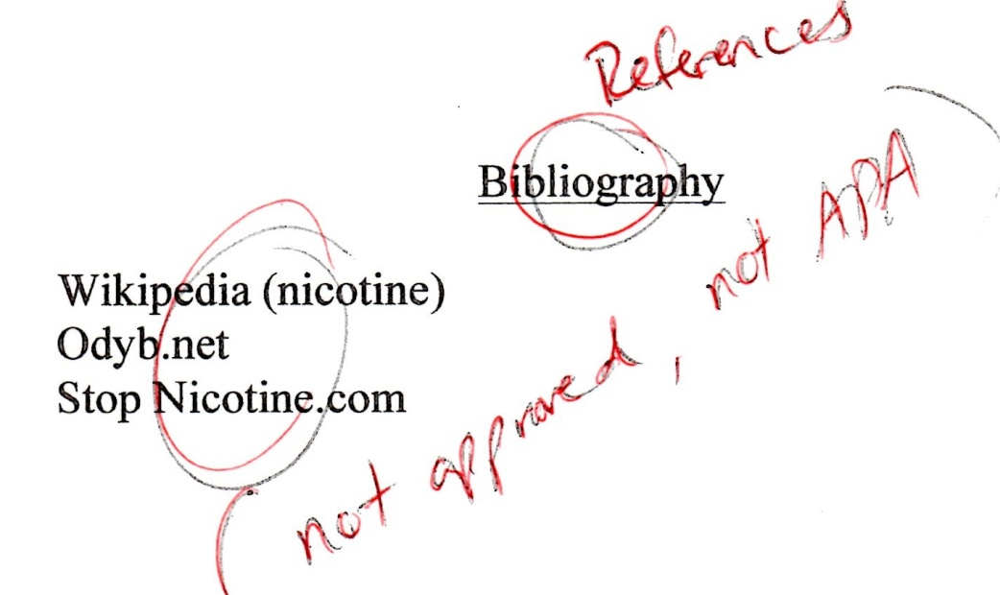 References
Bibliography
Wikipedia (nicotine)
Odyb.net
Stop Nicotine.com
not approved, not APA